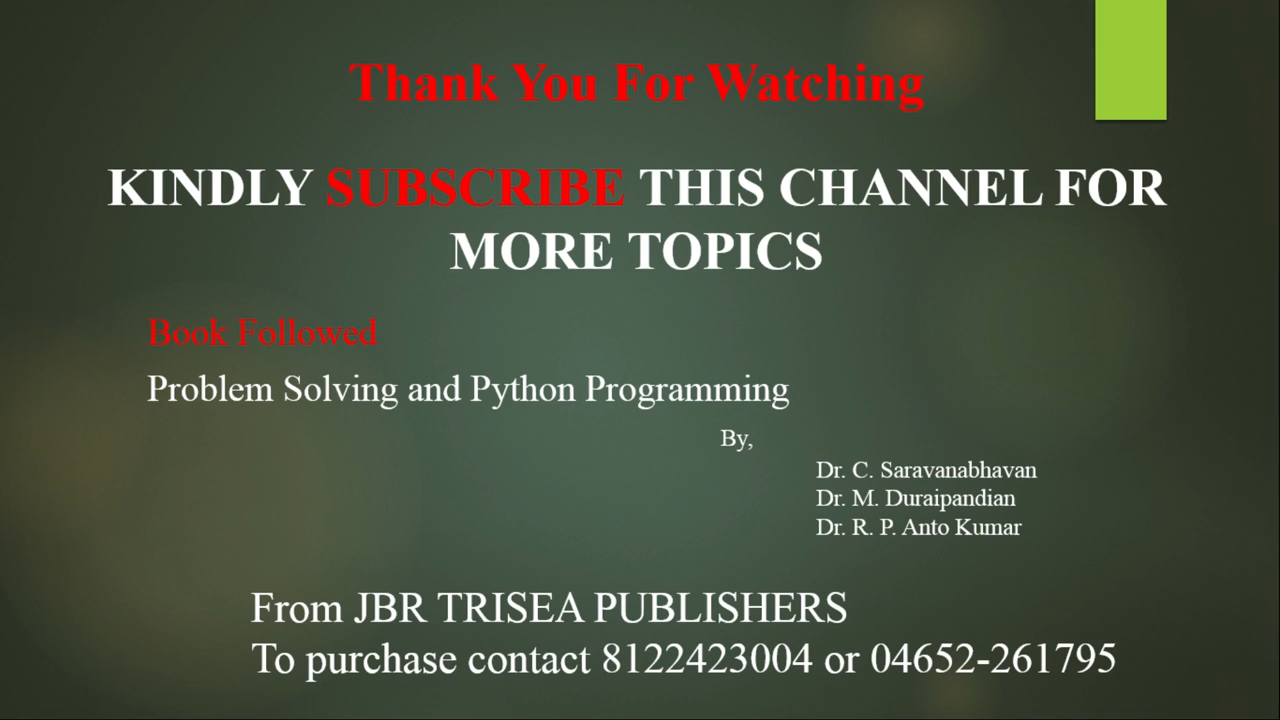 Thank You For Watching
KINDLY SUBSCRIBE THIS CHANNEL FOR
MORE TOPICS
Book Followed
Problem Solving and Python Programming
By,
Dr. C. Saravanabhavan
Dr. M. Duraipandian
Dr. R. P. Anto Kumar
From JBR TRISEA PUBLISHERS
To purchase contact 8122423004 or 04652-261795